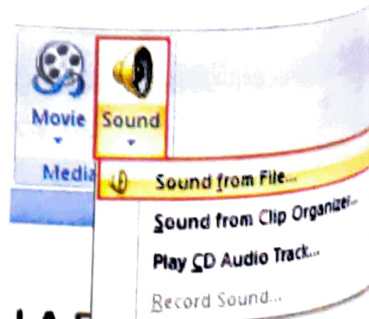 Movie Sound
Media
Sound from File...
Sound from Clip Organizer...
Play CD Audio Track...
Record Sound...